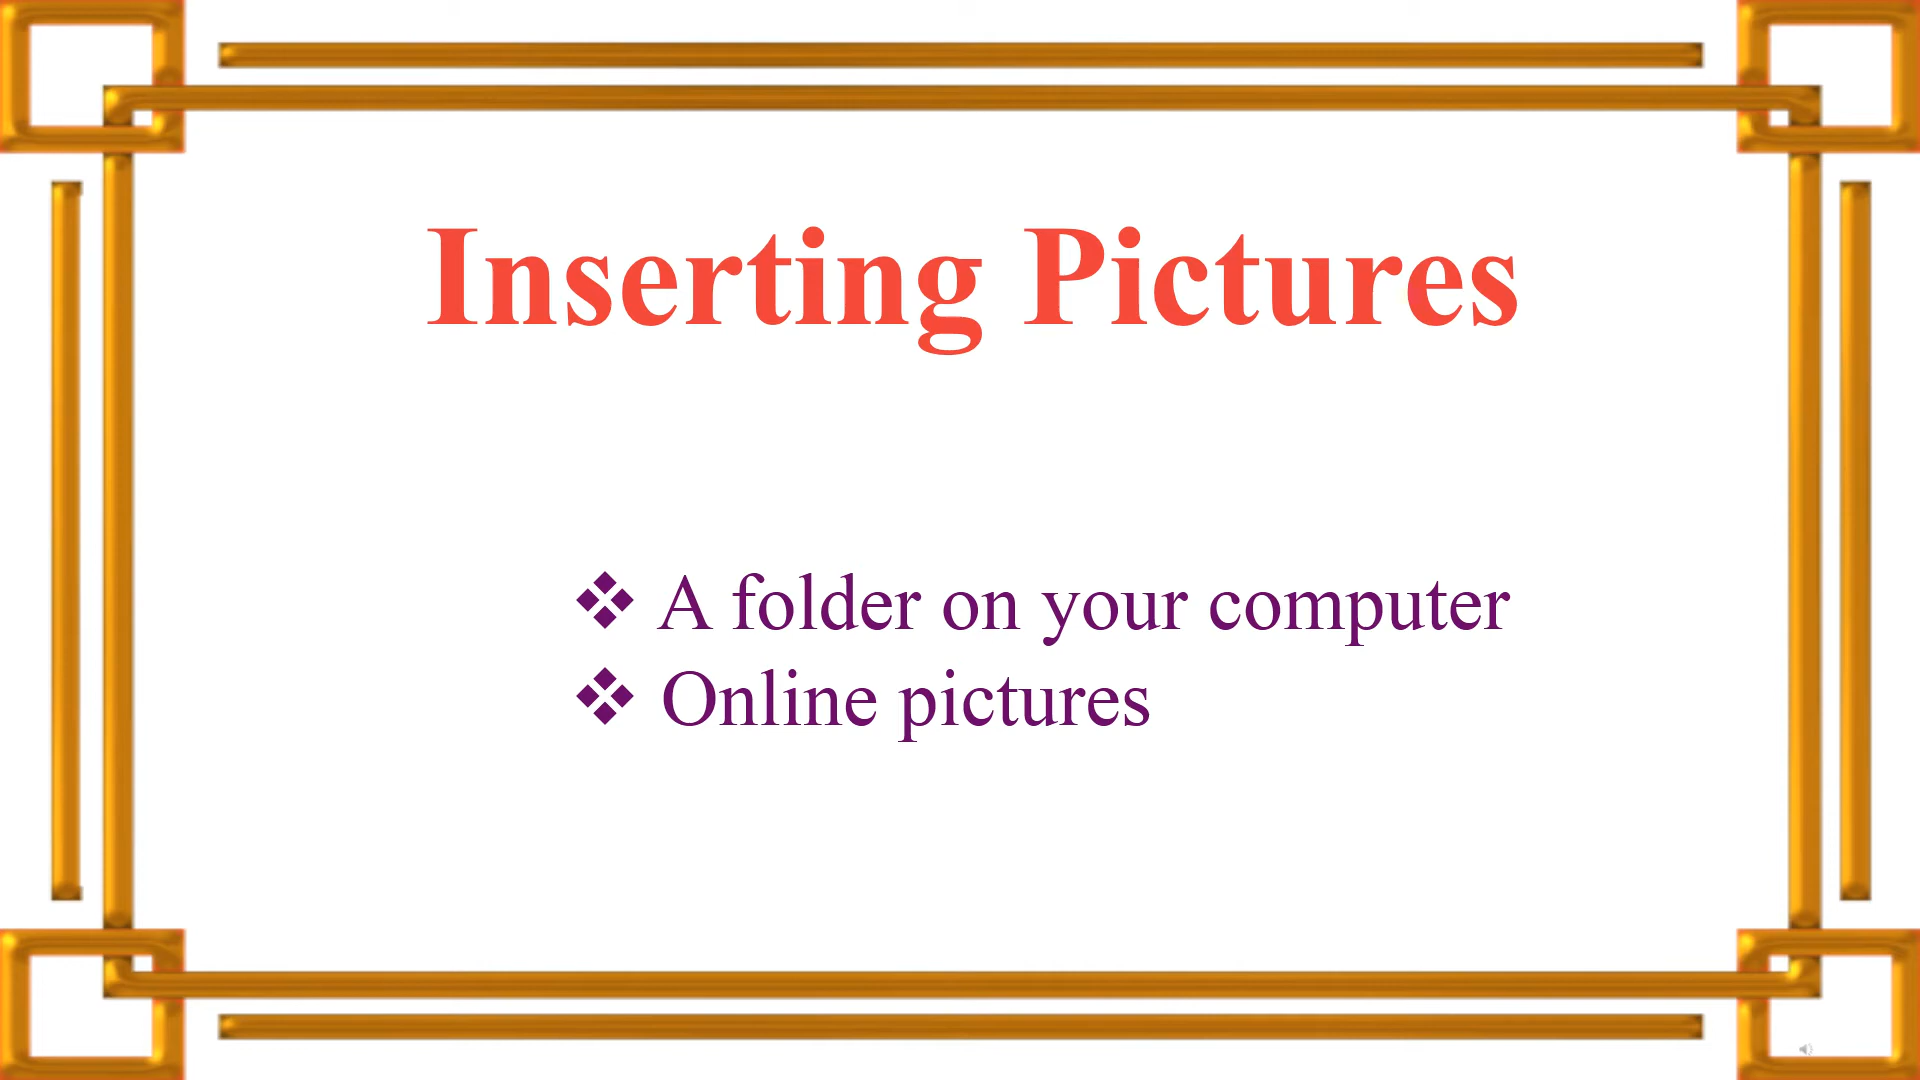 Inserting Pictures
❖ A folder on your computer
❖ Online pictures